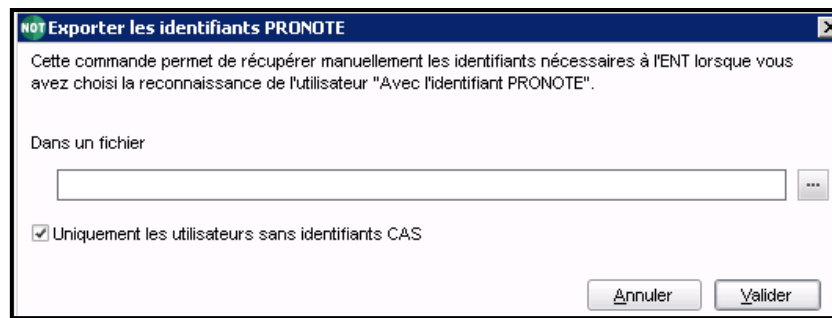 NOT Exporter les identifiants PRONOTE
Cette commande permet de récupérer manuellement les identifiants nécessaires à l'ENT lorsque vous
avez choisi la reconnaissance de l'utilisateur "Avec l'identifiant PRONOTE".
Dans un fichier
...
Uniquement les utilisateurs sans identifiants CAS
Annuler Valider